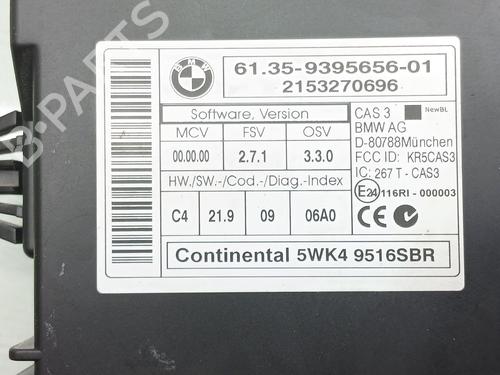 B-PARTS
BMW
61.35-9395656-01
2153270696
Software, Version
MCV FSV OSV
00.00.00 2.7.1 3.3.0
HW./SW.-/Cod.-/Diag.-Index
C4 21.9 09 06A0
CAS 3 NewBL
BMW AG
D-80788München
FCC ID: KR5CAS3
IC: 267 T - CAS3
E24 116RI - 000003
CE
Continental 5WK4 9516SBR